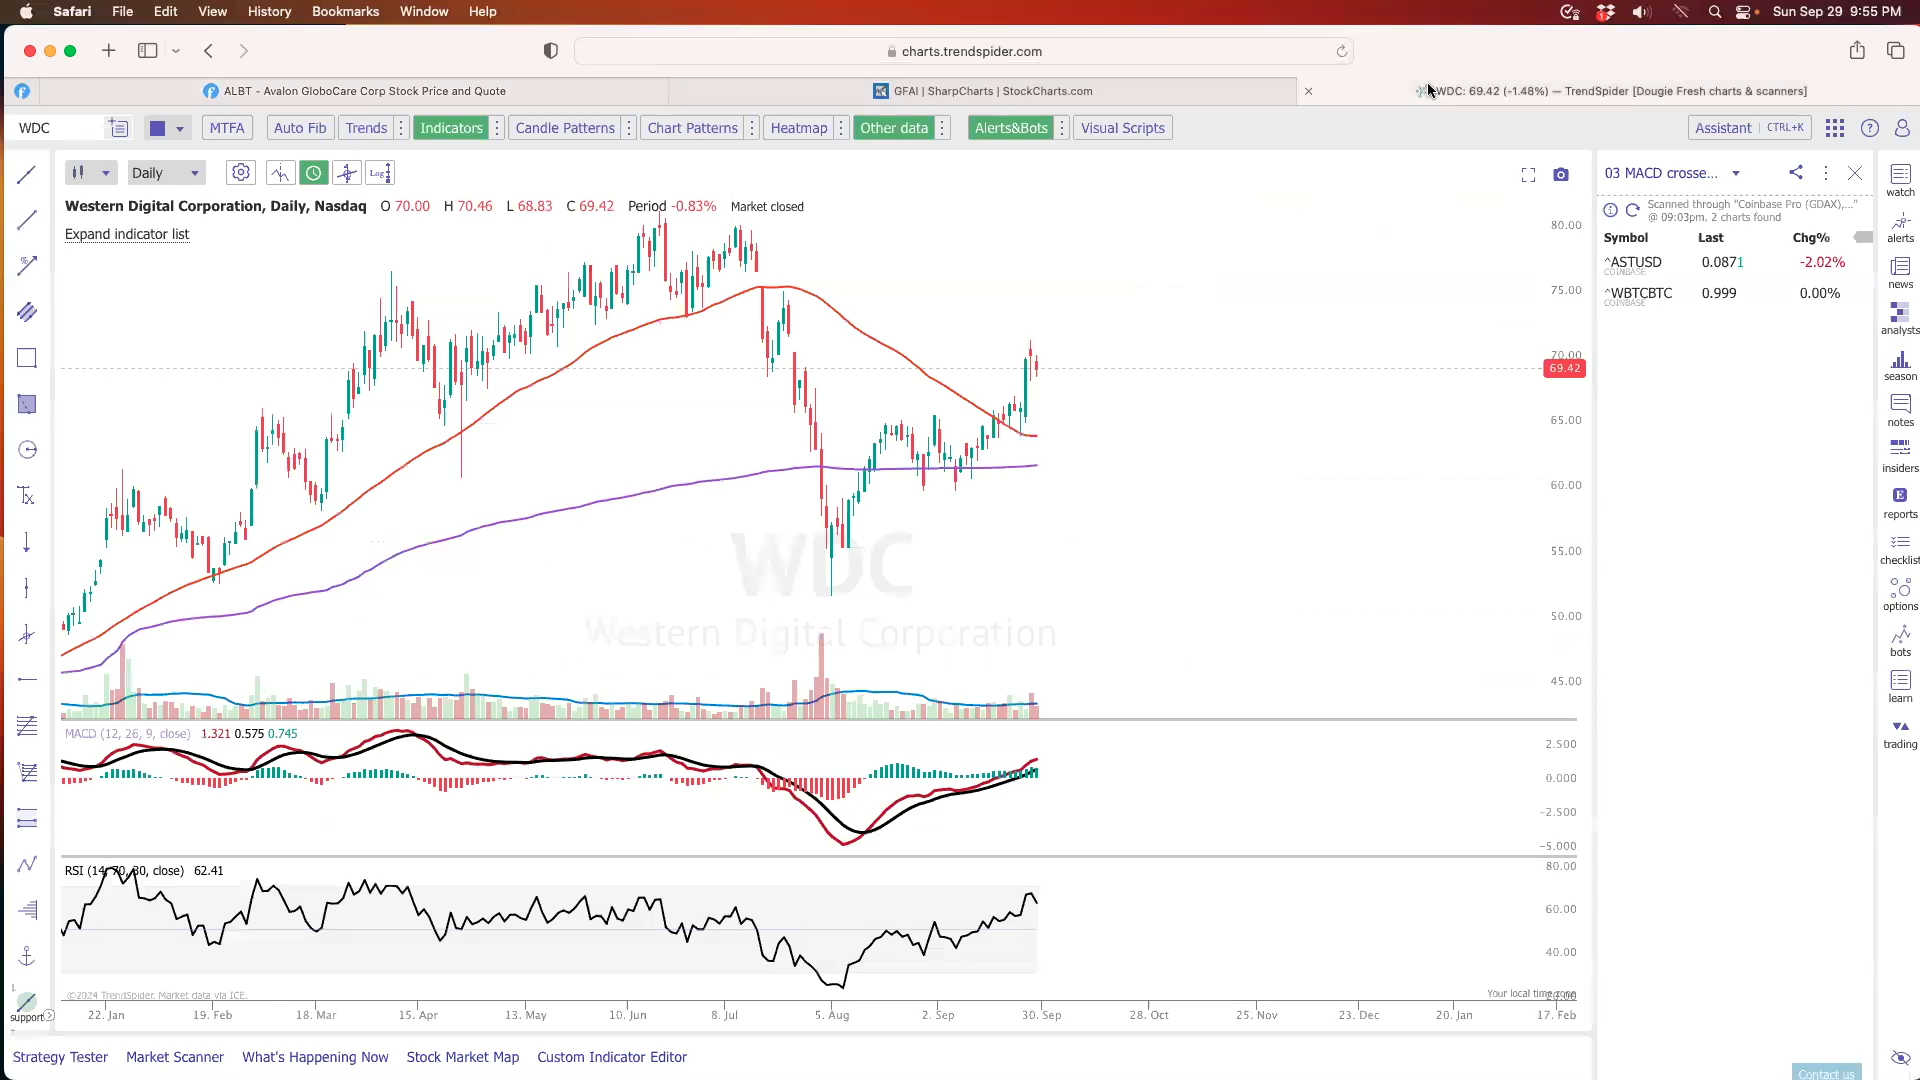 Safari File Edit View History Bookmarks Window Help Sun Sep 29 9:55 PM
charts.trendspider.com
ALBT - Avalon GloboCare Corp Stock Price and Quote
GFAI | SharpCharts | StockCharts.com
WDC: 69.42 (-1.48%) — TrendSpider [Dougie Fresh charts & scanners]
WDC MTFA Auto Fib Trends Indicators Candle Patterns Chart Patterns Heatmap Other data Alerts&Bots Visual Scripts Assistant CTRL+K
Daily Log
Western Digital Corporation, Daily, Nasdaq O 70.00 H 70.46 L 68.83 C 69.42 Period -0.83% Market closed
Expand indicator list
80.00
75.00
70.00
69.42
65.00
60.00
55.00
50.00
45.00
WDC
Western Digital Corporation
MACD (12, 26, 9, close) 1.321 0.575 0.745
2.500
0.000
-2.500
-5.000
RSI (14, 70, 30, close) 62.41
80.00
60.00
40.00
20.00
©2024 TrendSpider. Market data via ICE.
Your local time zone
22. Jan 19. Feb 18. Mar 15. Apr 13. May 10. Jun 8. Jul 5. Aug 2. Sep 30. Sep 28. Oct 25. Nov 23. Dec 20. Jan 17. Feb
support
Strategy Tester Market Scanner What's Happening Now Stock Market Map Custom Indicator Editor
03 MACD crosse...
Scanned through "Coinbase Pro (GDAX),..."
@ 09:03pm. 2 charts found
Symbol Last Chg%
^ASTUSD 0.0871 -2.02%
COINBASE
^WBTCBTC 0.999 0.00%
COINBASE
watch
alerts
news
analysts
season
notes
insiders
reports
checklist
options
bots
learn
trading
Contact us